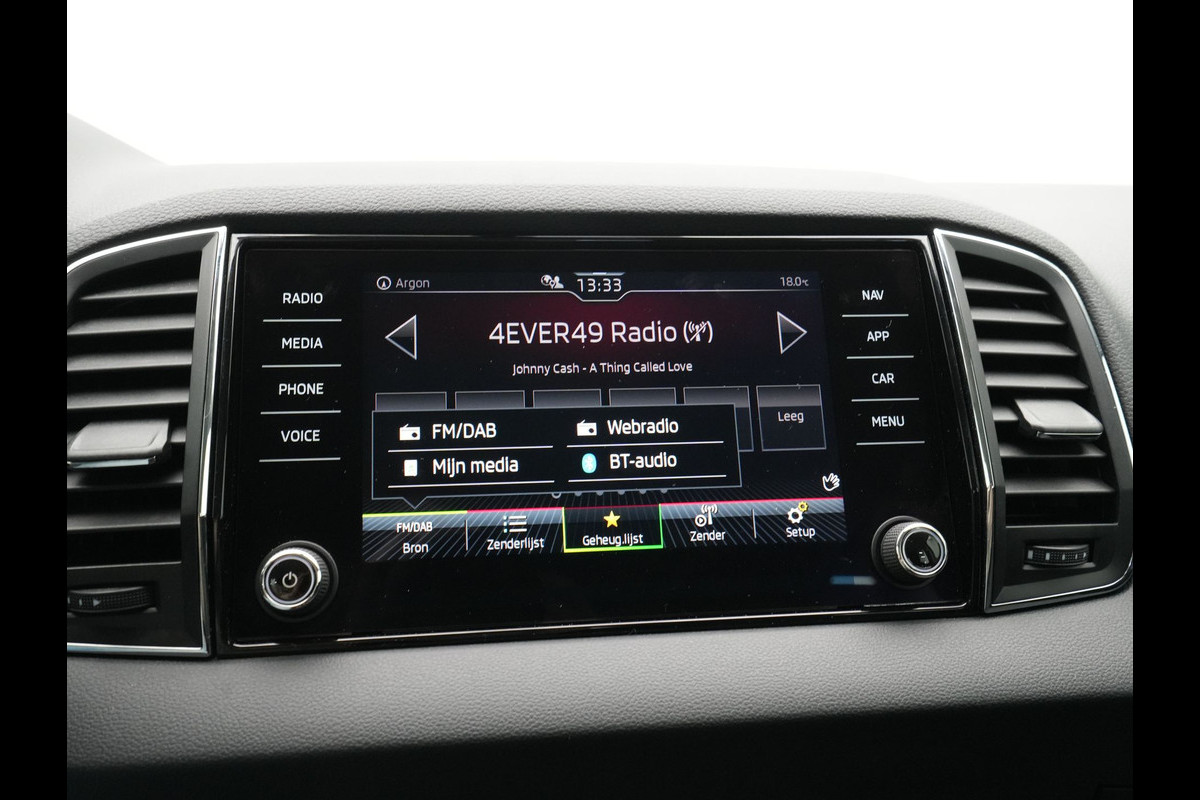 Argon
13:33
18.0°C
RADIO
MEDIA
PHONE
VOICE
4EVER49 Radio
Johnny Cash - A Thing Called Love
FM/DAB
Webradio
Mijn media
BT-audio
Leeg
FM/DAB
Bron
Zenderlijst
Geheug.lijst
Zender
Setup
NAV
APP
CAR
MENU